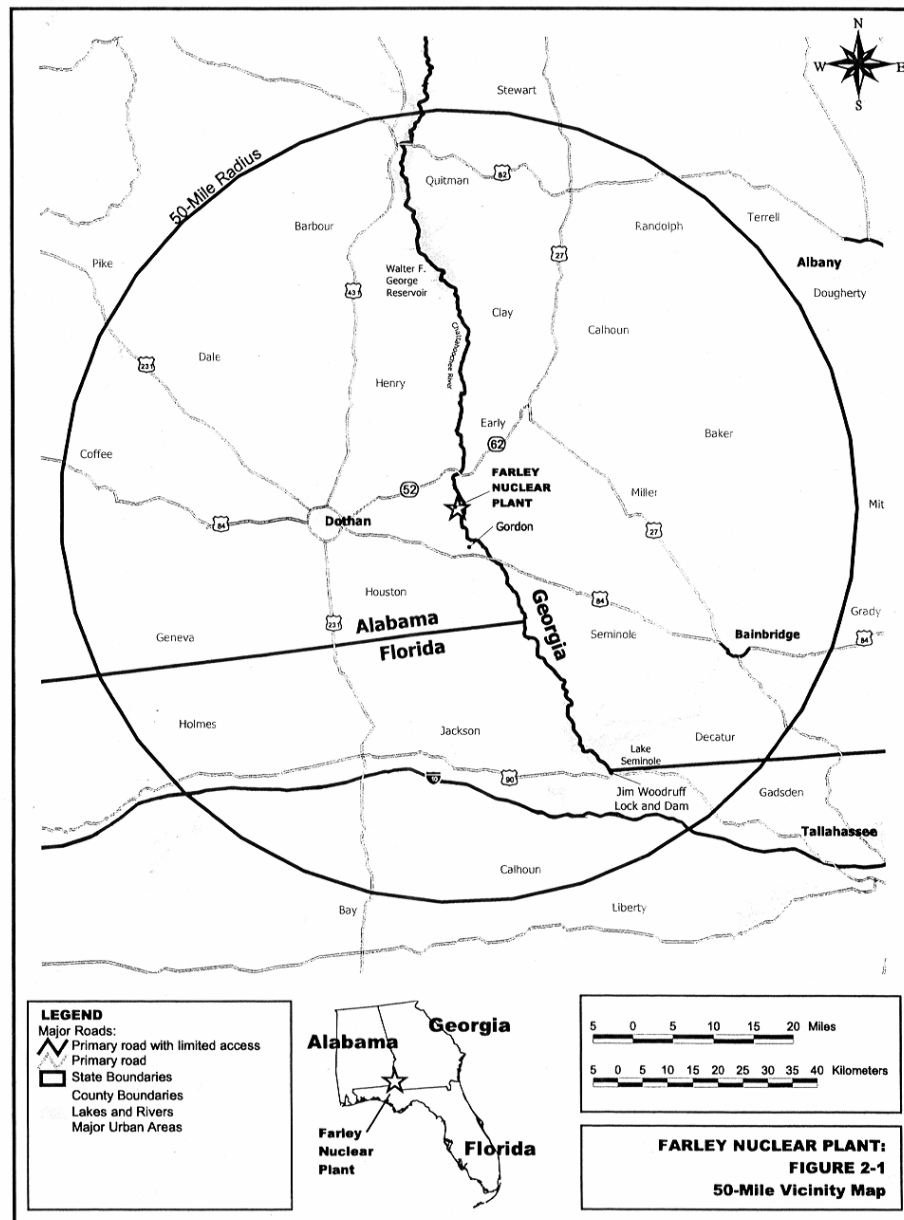 N
W E
S
Stewart
50-Mile Radius
Quitman
82
Barbour
Randolph
Terrell
Pike
Walter F.
George
Reservoir
27
Albany
431
Dougherty
Clay
Chattahoochee River
Calhoun
Dale
231
Henry
Early
Baker
62
Coffee
FARLEY
NUCLEAR
PLANT
52
Miller
Mit
84
Dothan
Gordon
27
Houston
Georgia
84
Grady
231
Alabama
Seminole
Bainbridge
84
Geneva
Florida
Holmes
Jackson
Decatur
Lake
Seminole
10
90
Jim Woodruff
Lock and Dam
Gadsden
Tallahassee
Calhoun
Bay
Liberty
LEGEND
Major Roads:
Primary road with limited access
Primary road
State Boundaries
County Boundaries
Lakes and Rivers
Major Urban Areas
Georgia
Alabama
Farley
Nuclear
Plant
Florida
5 0 5 10 15 20 Miles
5 0 5 10 15 20 25 30 35 40 Kilometers
FARLEY NUCLEAR PLANT:
FIGURE 2-1
50-Mile Vicinity Map